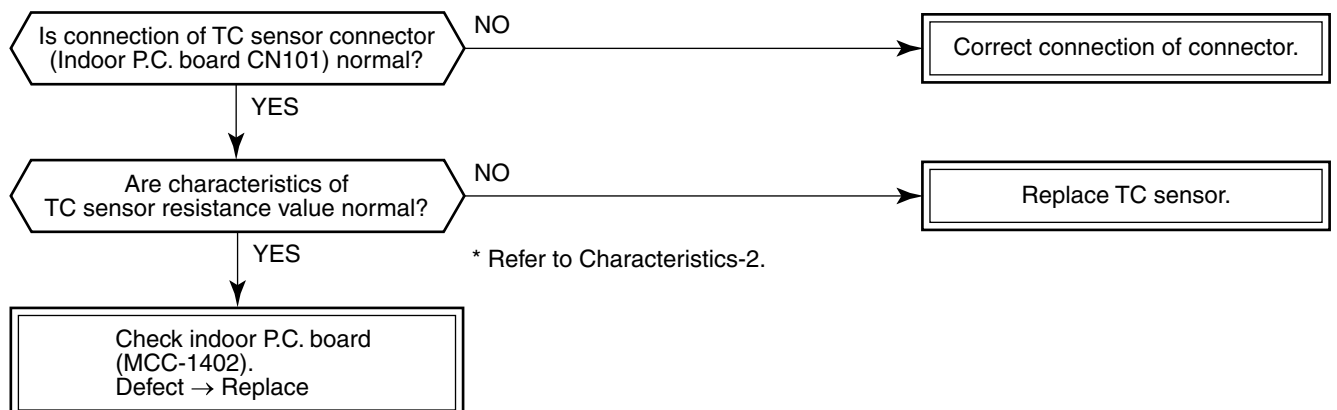 Is connection of TC sensor connector
(Indoor P.C. board CN101) normal?
NO
Correct connection of connector.
YES
Are characteristics of
TC sensor resistance value normal?
NO
Replace TC sensor.
YES
* Refer to Characteristics-2.
Check indoor P.C. board
(MCC-1402).
Defect → Replace